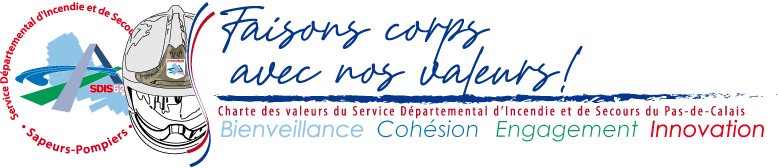 Service Départemental d'Incendie et de Secou
SDIS 62
• Sapeurs-Pompiers •
Faisons corps
avec nos valeurs!
Charte des valeurs du Service Départemental d'Incendie et de Secours du Pas-de-Calais
Bienveillance Cohésion Engagement Innovation